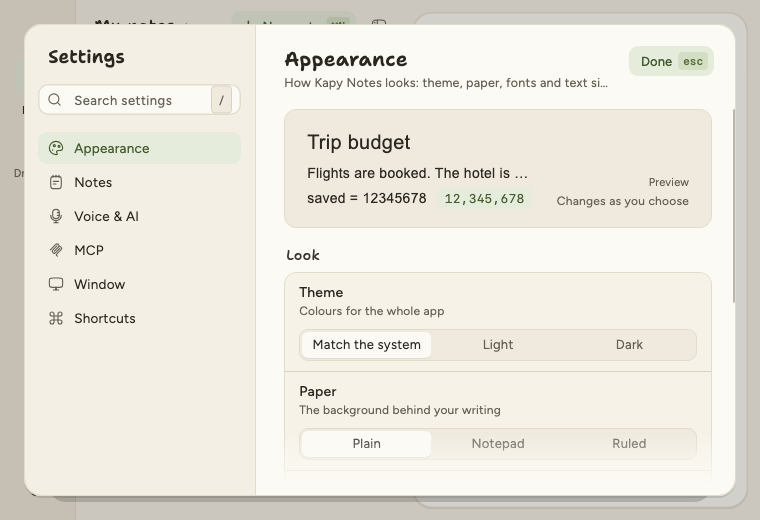 Settings
Search settings /
Appearance
Notes
Voice & AI
MCP
Window
Shortcuts
Appearance
Done esc
How Kapy Notes looks: theme, paper, fonts and text si...
Trip budget
Flights are booked. The hotel is ...
saved = 12345678 12,345,678
Preview
Changes as you choose
Look
Theme
Colours for the whole app
Match the system Light Dark
Paper
The background behind your writing
Plain Notepad Ruled